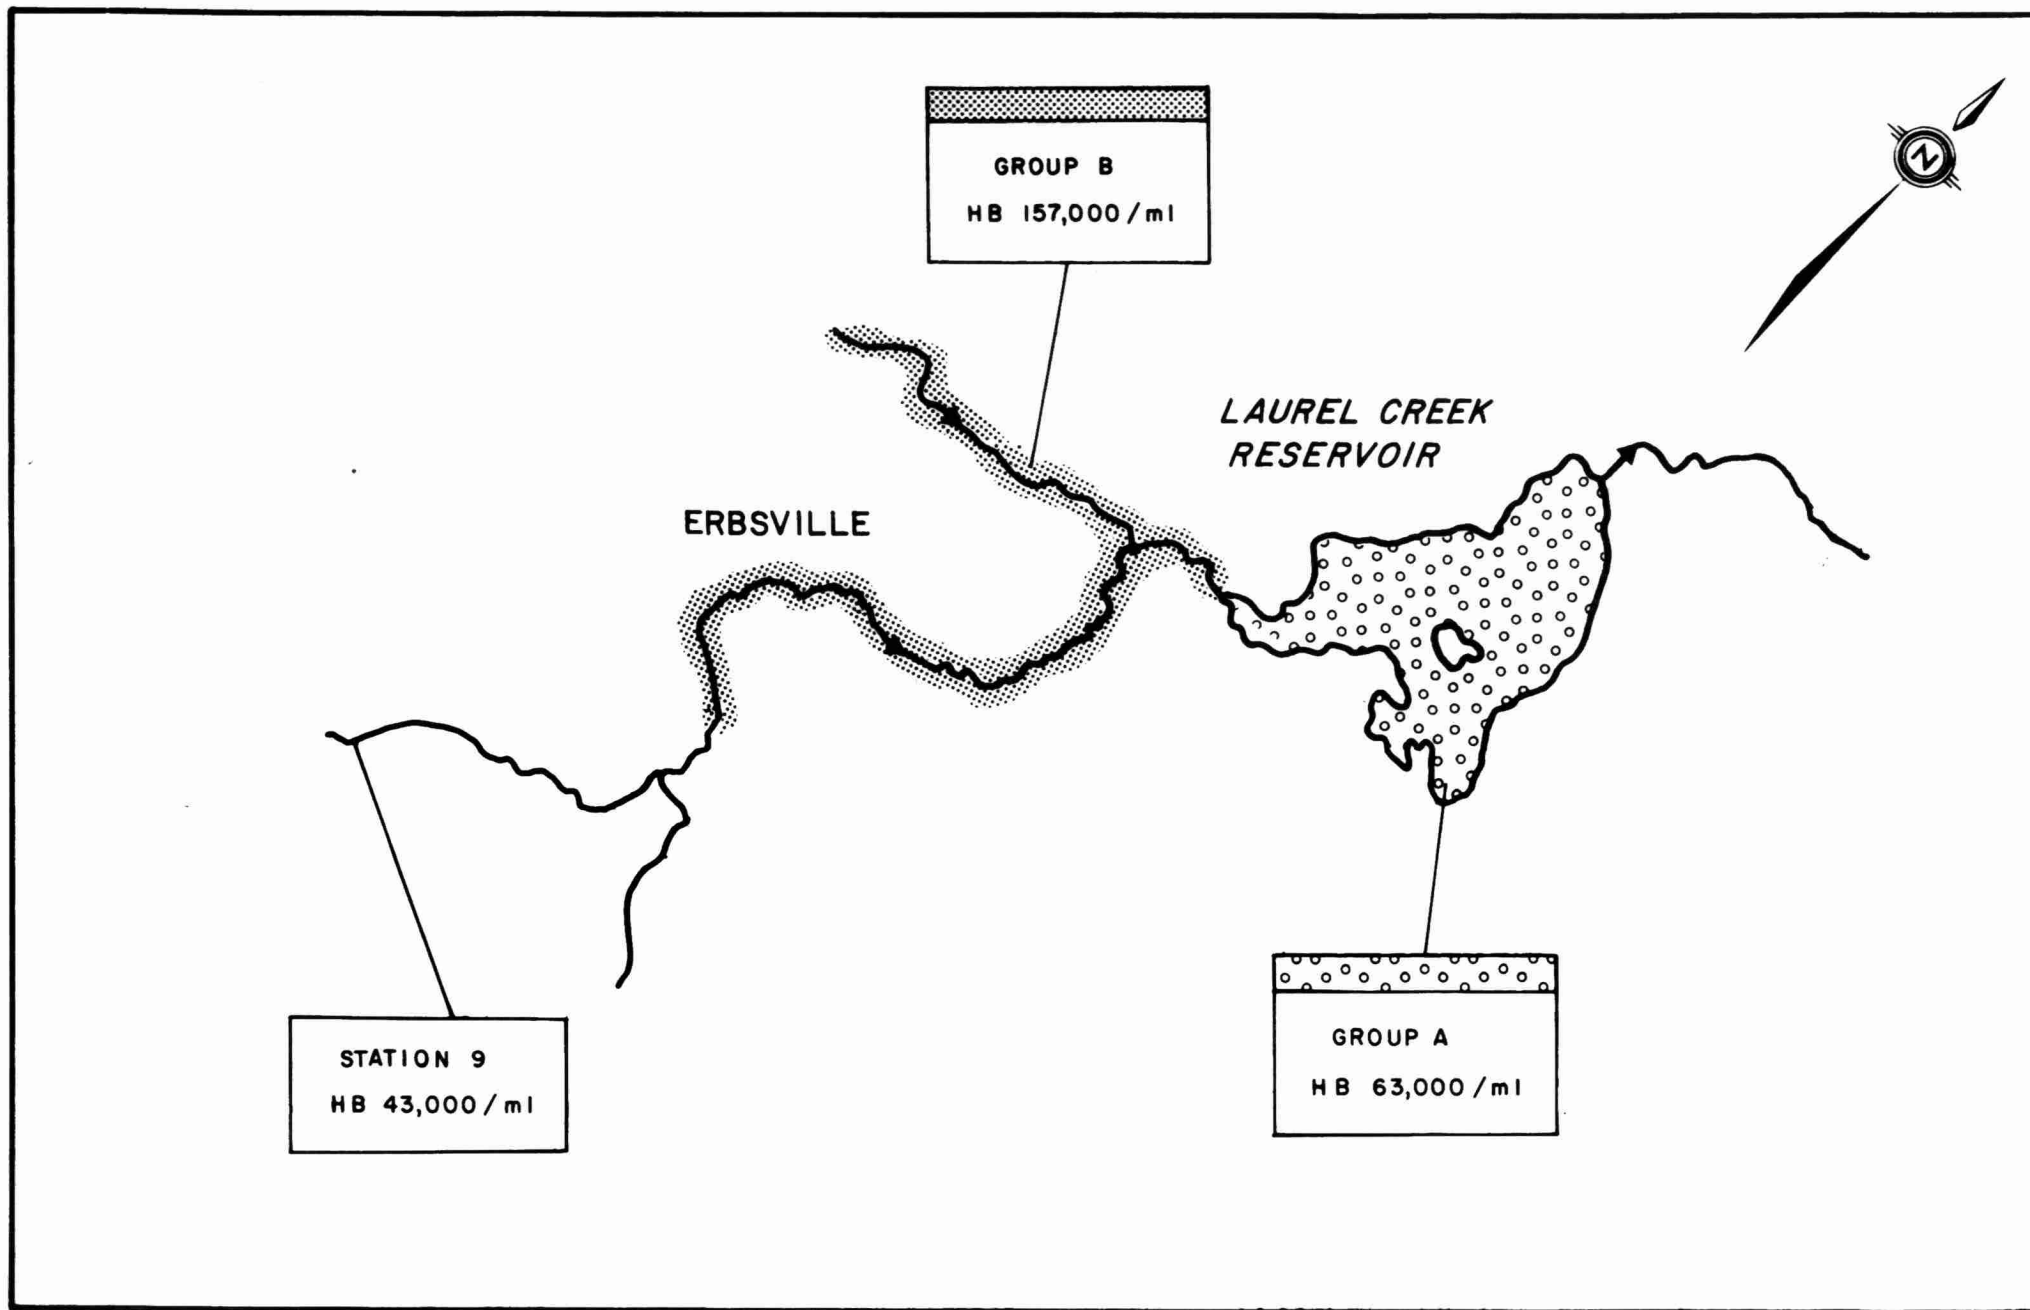 GROUP B
HB 157,000/ml
N
LAUREL CREEK
RESERVOIR
ERBSVILLE
STATION 9
HB 43,000/ml
GROUP A
HB 63,000/ml